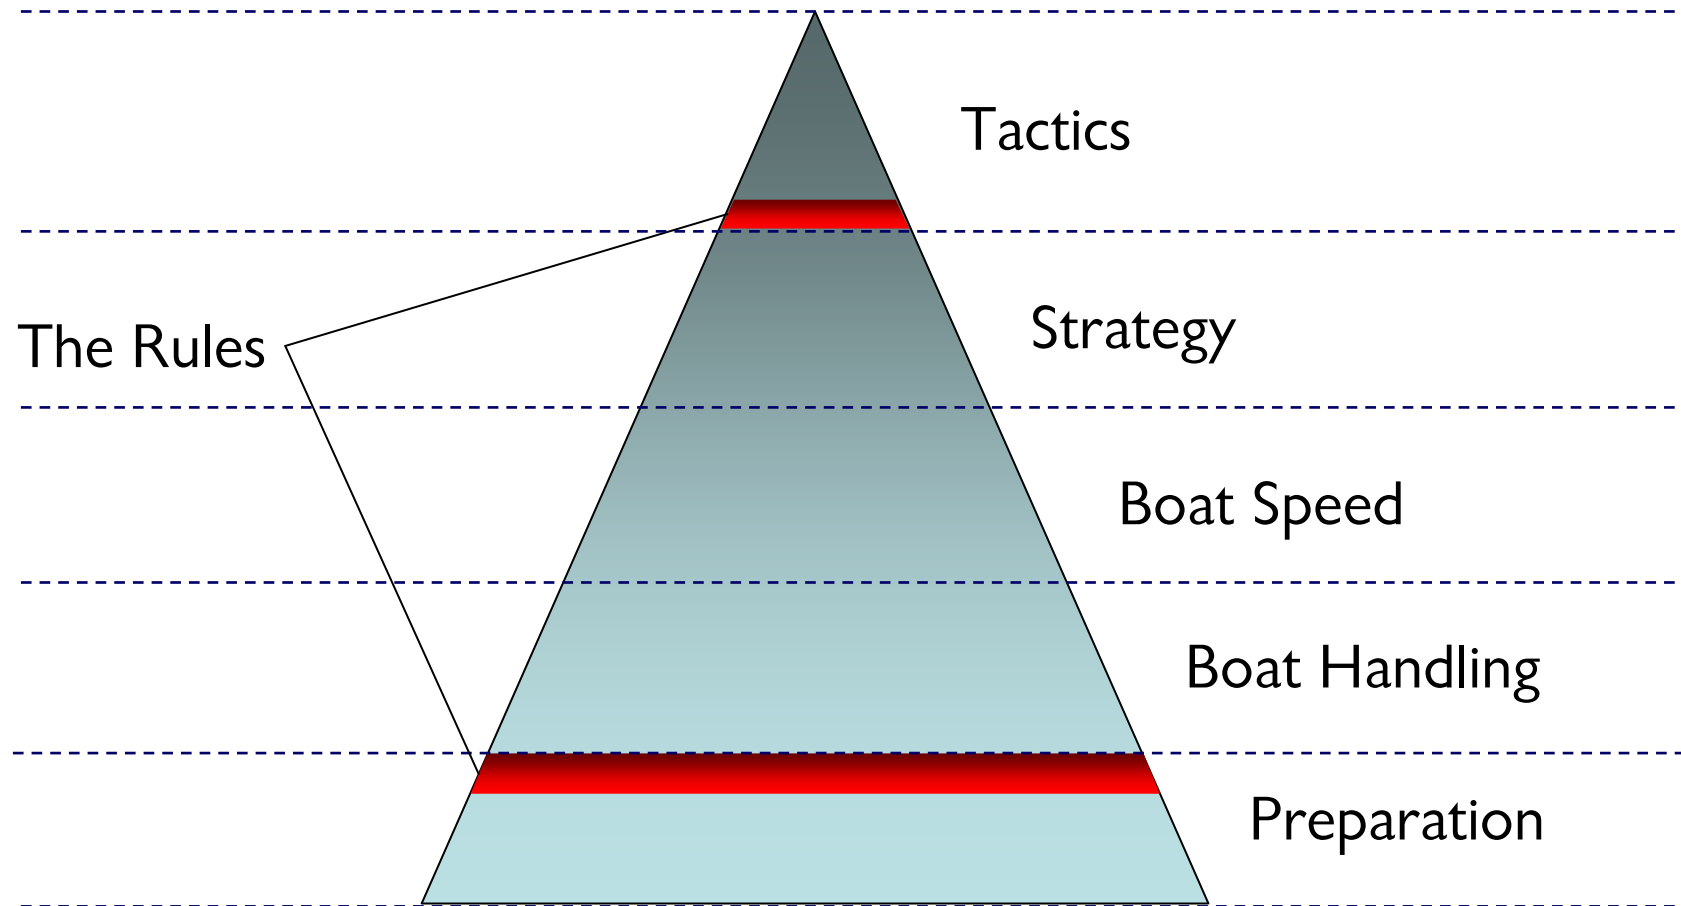 Tactics
Strategy
The Rules
Boat Speed
Boat Handling
Preparation